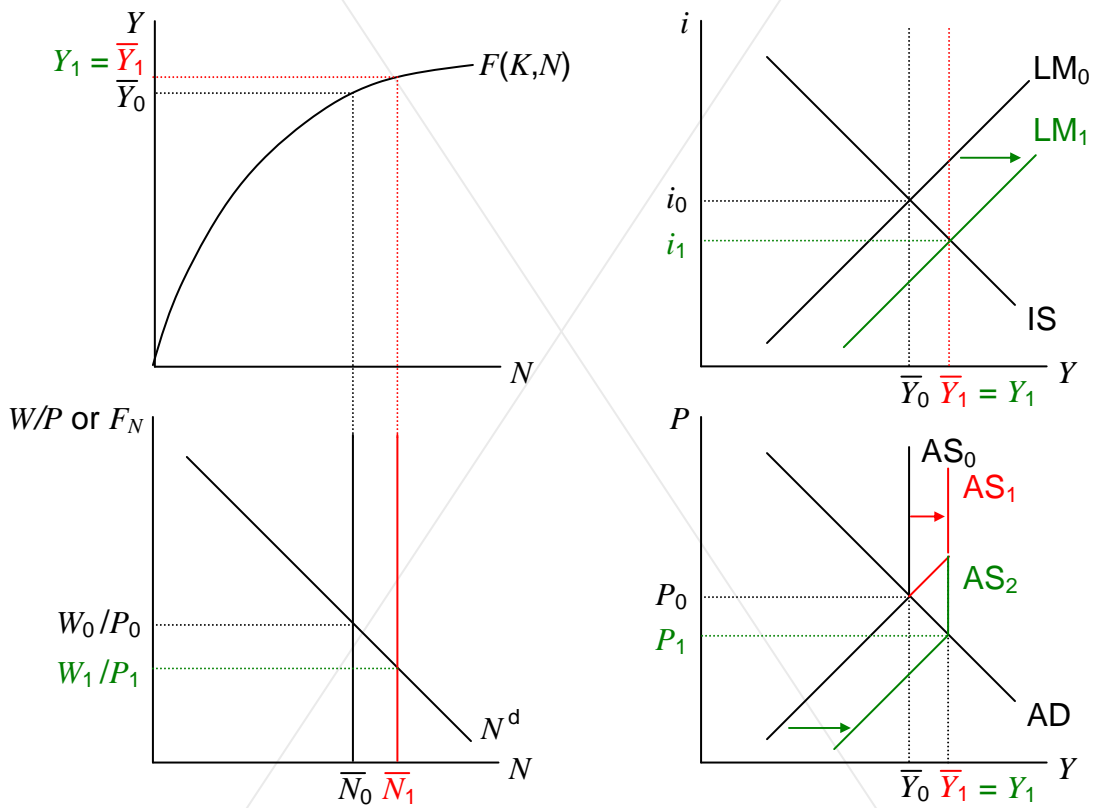 Y
Y₁ = Y̅₁
Y̅₀
F(K,N)
N
i
LM₀
LM₁
i₀
i₁
IS
Y̅₀ Y̅₁ = Y₁
Y
W/P or F_N
W₀/P₀
W₁/P₁
Nᵈ
N̅₀ N̅₁
N
P
AS₀
AS₁
AS₂
P₀
P₁
AD
Y̅₀ Y̅₁ = Y₁
Y